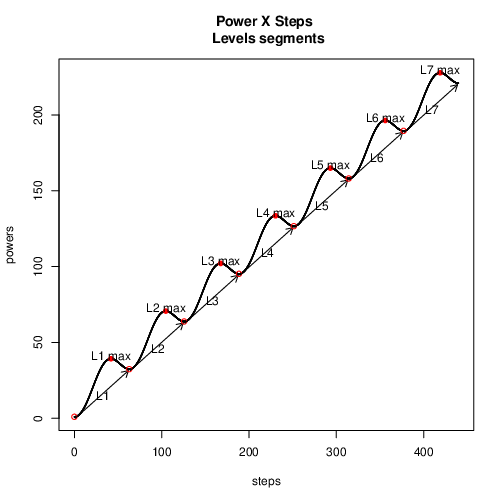 Power X Steps
Levels segments
powers
200
150
100
50
0
L7 max
L7
L6 max
L6
L5 max
L5
L4 max
L4
L3 max
L3
L2 max
L2
L1 max
L1
0 100 200 300 400
steps